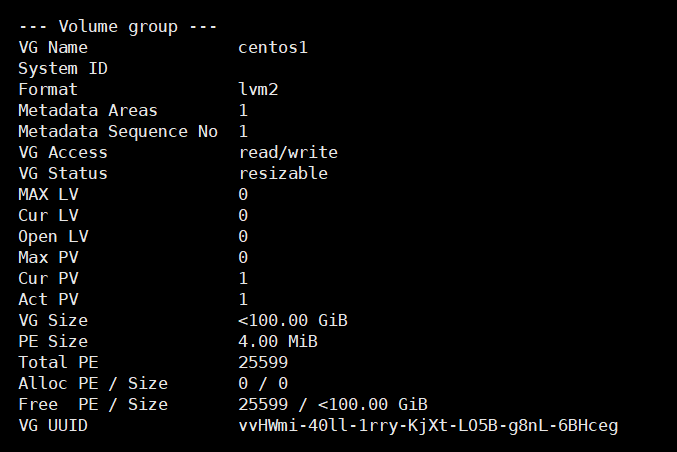 --- Volume group ---
VG Name               centos1
System ID
Format                lvm2
Metadata Areas        1
Metadata Sequence No  1
VG Access             read/write
VG Status             resizable
MAX LV                0
Cur LV                0
Open LV               0
Max PV                0
Cur PV                1
Act PV                1
VG Size               <100.00 GiB
PE Size               4.00 MiB
Total PE              25599
Alloc PE / Size       0 / 0
Free  PE / Size       25599 / <100.00 GiB
VG UUID               vvHWmi-40ll-1rry-KjXt-LO5B-g8nL-6BHceg